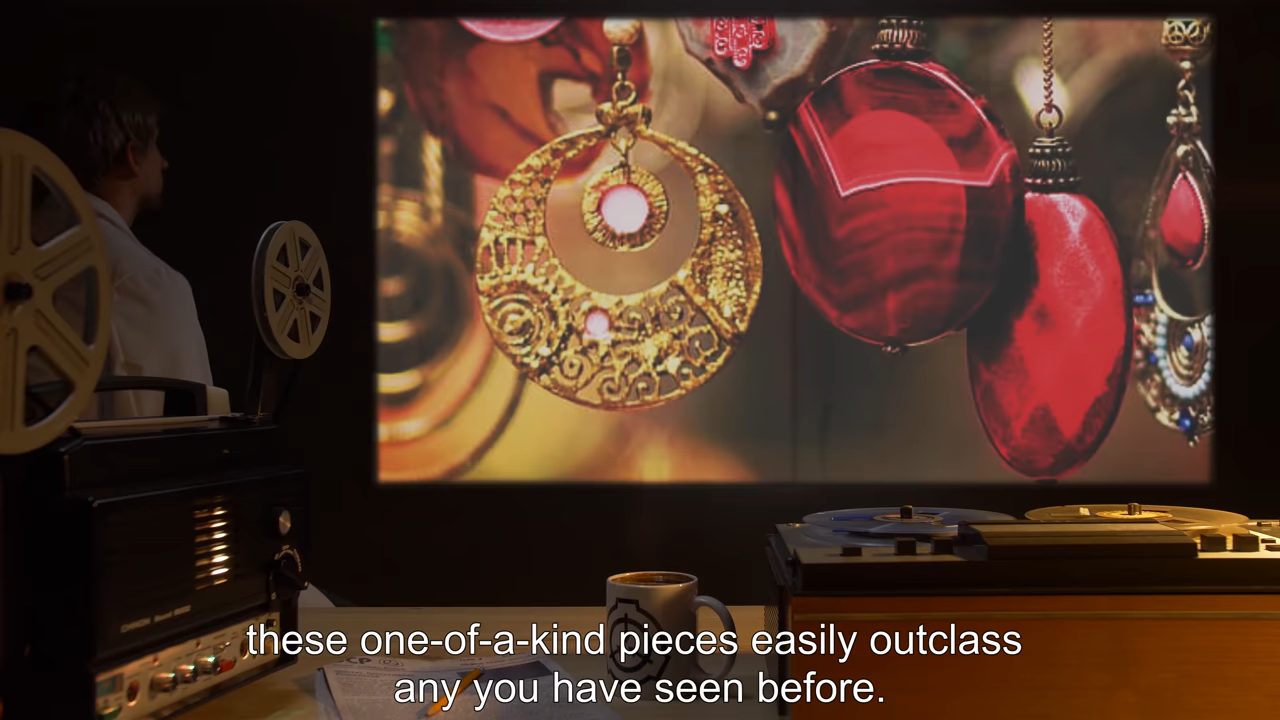 these one-of-a-kind pieces easily outclass
any you have seen before.